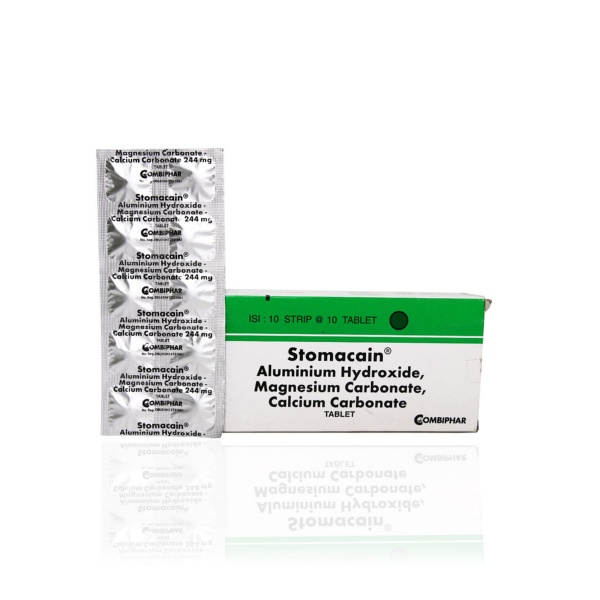 Magnesium Carbonate -
Calcium Carbonate 244 mg
TABLET
COMBIPHAR
Stomacain®
Aluminium Hydroxide -
Magnesium Carbonate -
Calcium Carbonate 244 mg
TABLET
COMBIPHAR
Stomacain®
Aluminium Hydroxide -
Magnesium Carbonate -
Calcium Carbonate 244 mg
TABLET
COMBIPHAR
Stomacain®
Aluminium Hydroxide -
Magnesium Carbonate -
Calcium Carbonate 244 mg
TABLET
COMBIPHAR
Stomacain®
Aluminium Hydroxide -
Magnesium Carbonate -
Calcium Carbonate 244 mg
TABLET
COMBIPHAR
Stomacain®
Aluminium Hydroxide -
ISI : 10 STRIP @ 10 TABLET
Stomacain®
Aluminium Hydroxide,
Magnesium Carbonate,
Calcium Carbonate
TABLET
COMBIPHAR